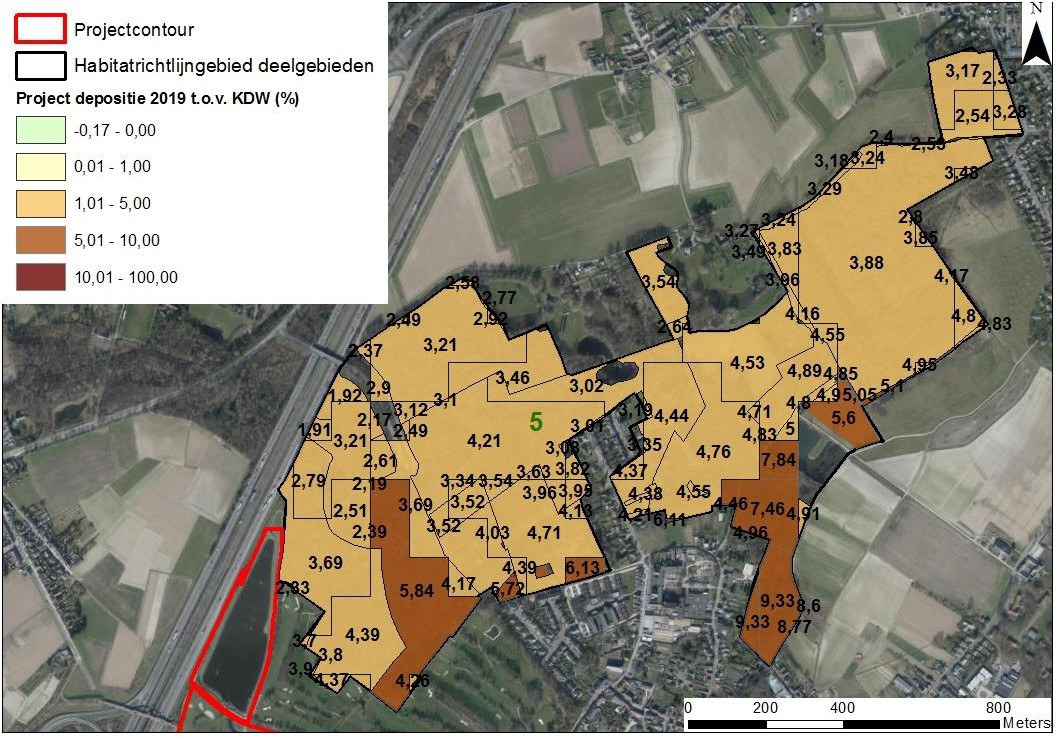 Projectcontour
Habitatrichtlijngebied deelgebieden
Project depositie 2019 t.o.v. KDW (%)
-0,17 - 0,00
0,01 - 1,00
1,01 - 5,00
5,01 - 10,00
10,01 - 100,00
N
3,17 2,33
2,54 3,28
2,4 2,55
3,18 3,24
3,48
3,29
3,24 2,8
3,27 3,85
3,49 3,83
3,88
3,96 4,17
3,54
2,58
2,77
2,49 2,92
4,16 4,8 4,83
2,64 4,55
2,37 3,21
4,53 4,95
4,89 4,85
3,46 3,02
2,9 5,1
1,92 3,1 4,9 5,05
3,12 3,19 4,44 4,71 4,8
2,17 5 5,6
1,91 2,49 3,01 5
3,21 4,21 4,83
3,03 3,35
2,61 4,76 7,84
2,79 2,19 3,34 3,54 3,63 3,82 4,37
3,96 3,95 4,38 4,55
2,51 3,69 3,52 4,46 7,46 4,91
4,13 4,21 6,11
2,39 3,52 4,03 4,71 4,96
3,69 4,39 6,13
2,33 5,84 4,17 5,72
9,33 8,6
3,7 4,39 9,33 8,77
3,8
3,9 4,37 4,26
0 200 400 800
Meters